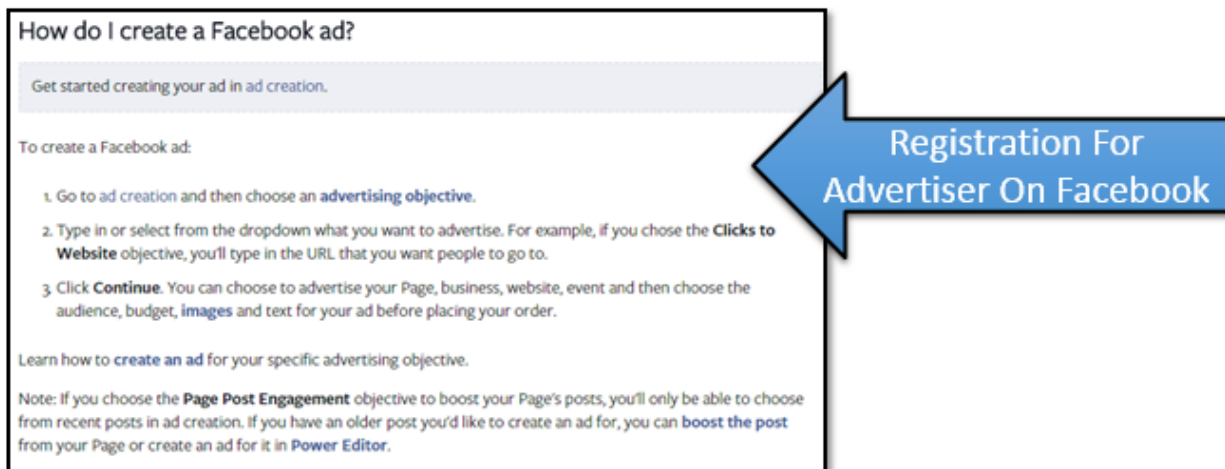 How do I create a Facebook ad?
Get started creating your ad in ad creation.
To create a Facebook ad:
1. Go to ad creation and then choose an advertising objective.
2. Type in or select from the dropdown what you want to advertise. For example, if you chose the Clicks to
Website objective, you'll type in the URL that you want people to go to.
3. Click Continue. You can choose to advertise your Page, business, website, event and then choose the
audience, budget, images and text for your ad before placing your order.
Learn how to create an ad for your specific advertising objective.
Note: If you choose the Page Post Engagement objective to boost your Page's posts, you'll only be able to choose
from recent posts in ad creation. If you have an older post you'd like to create an ad for, you can boost the post
from your Page or create an ad for it in Power Editor.
Registration For
Advertiser On Facebook